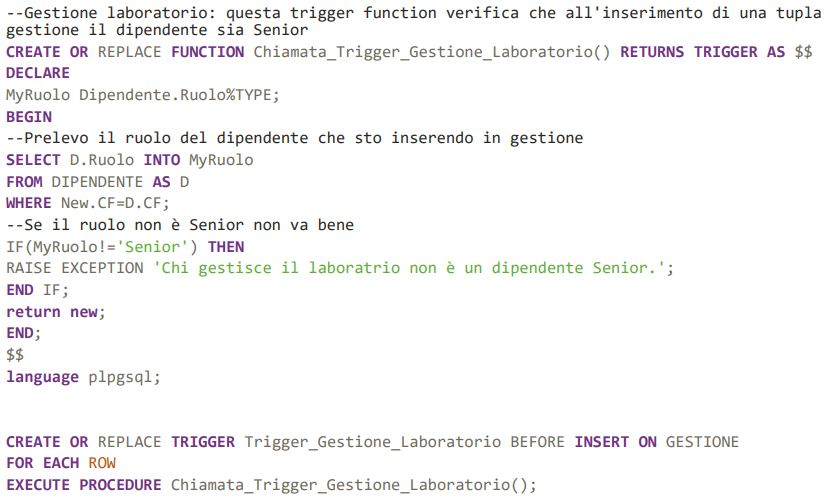 --Gestione laboratorio: questa trigger function verifica che all'inserimento di una tupla
gestione il dipendente sia Senior
CREATE OR REPLACE FUNCTION Chiamata_Trigger_Gestione_Laboratorio() RETURNS TRIGGER AS $$
DECLARE
MyRuolo Dipendente.Ruolo%TYPE;
BEGIN
--Prelevo il ruolo del dipendente che sto inserendo in gestione
SELECT D.Ruolo INTO MyRuolo
FROM DIPENDENTE AS D
WHERE New.CF=D.CF;
--Se il ruolo non è Senior non va bene
IF(MyRuolo!='Senior') THEN
RAISE EXCEPTION 'Chi gestisce il laboratrio non è un dipendente Senior.';
END IF;
return new;
END;
$$
language plpgsql;
CREATE OR REPLACE TRIGGER Trigger_Gestione_Laboratorio BEFORE INSERT ON GESTIONE
FOR EACH ROW
EXECUTE PROCEDURE Chiamata_Trigger_Gestione_Laboratorio();